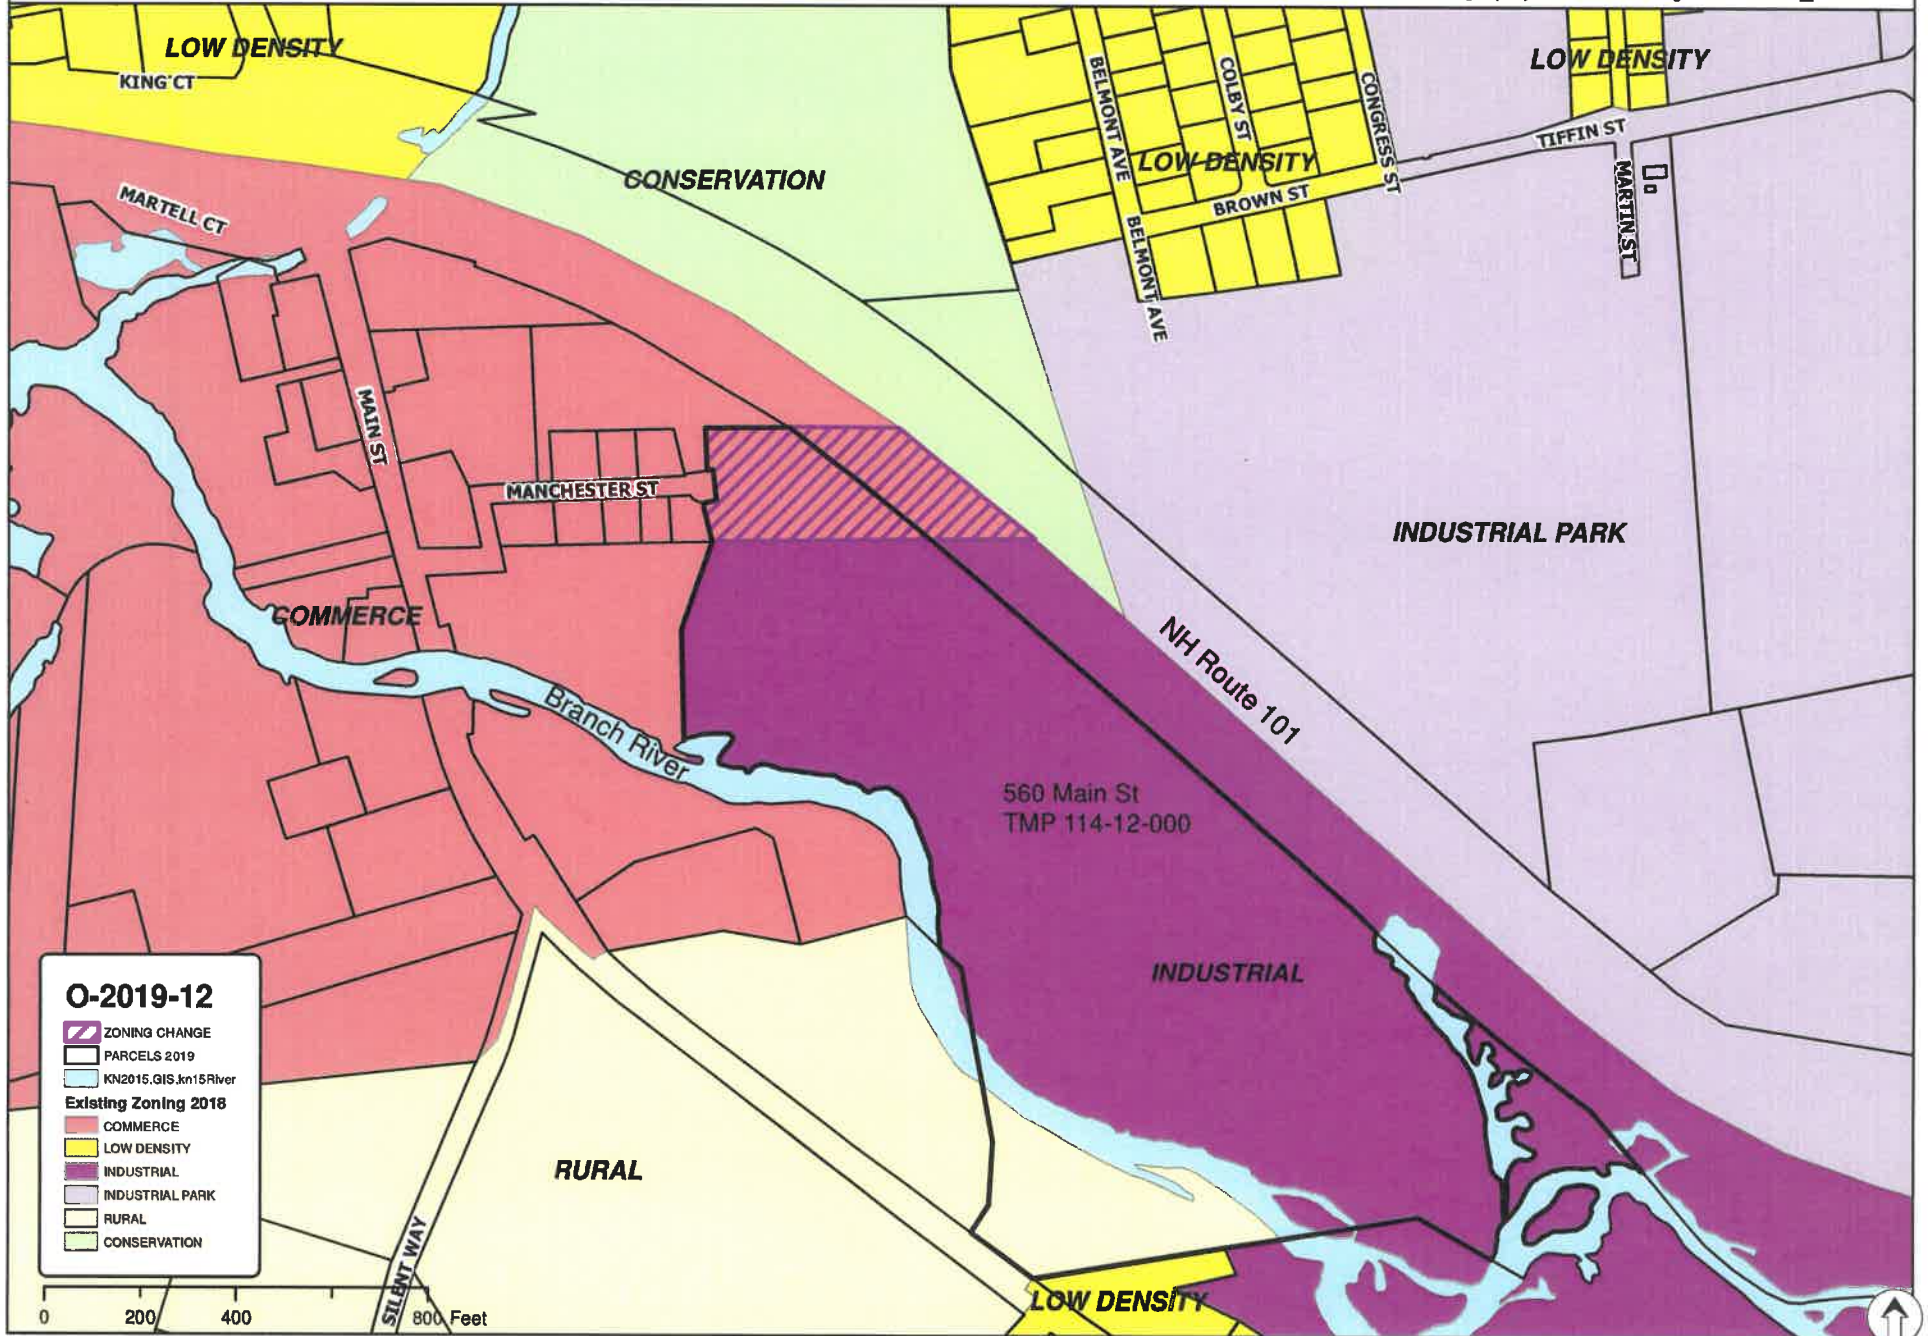 LOW DENSITY
KING CT
CONSERVATION
BELMONT AVE
COLBY ST
CONGRESS ST
LOW DENSITY
LOW DENSITY
TIFFIN ST
MARTIN ST
BROWN ST
BELMONT AVE
MARTELL CT
MAIN ST
MANCHESTER ST
INDUSTRIAL PARK
COMMERCE
Branch River
NH Route 101
560 Main St
TMP 114-12-000
INDUSTRIAL
RURAL
SILENT WAY
LOW DENSITY
O-2019-12
ZONING CHANGE
PARCELS 2019
KN2015.GIS.kn15River
Existing Zoning 2018
COMMERCE
LOW DENSITY
INDUSTRIAL
INDUSTRIAL PARK
RURAL
CONSERVATION
0 200 400 800 Feet